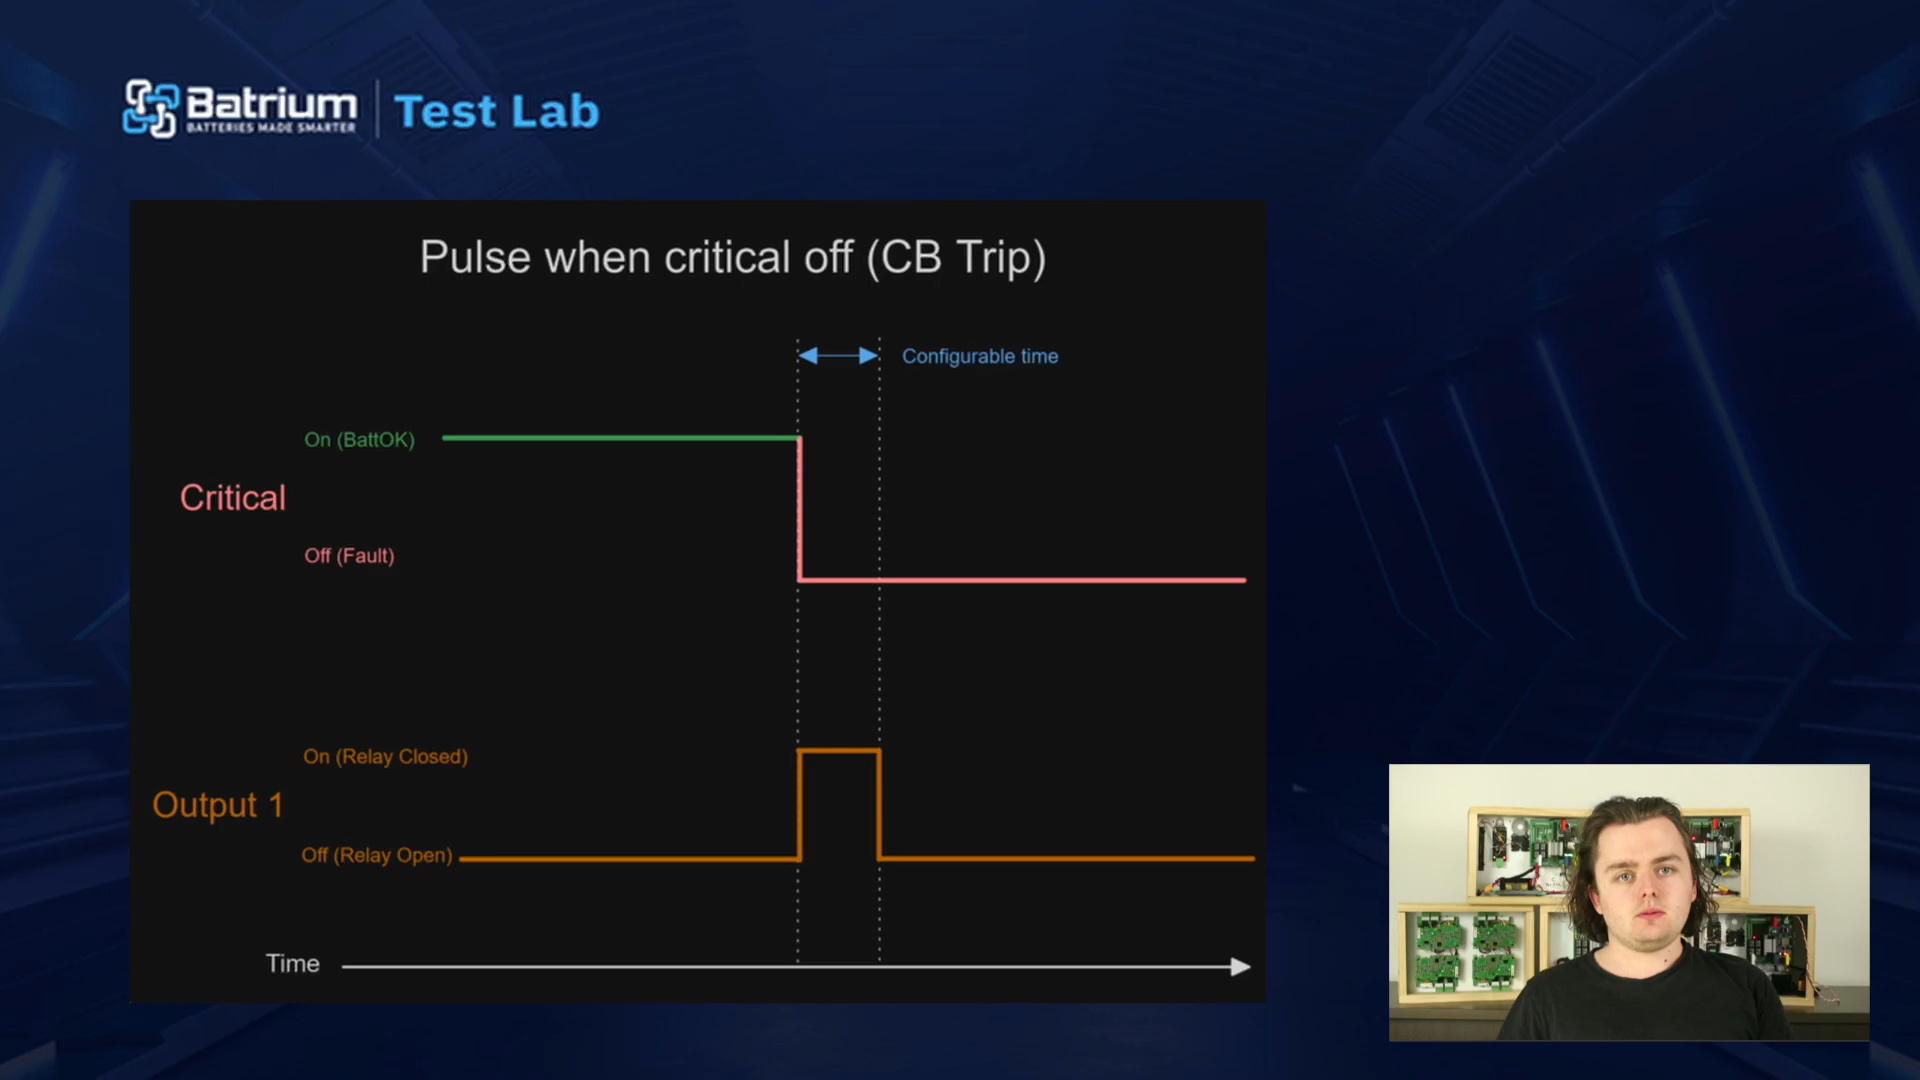 Batrium
BATTERIES MADE SMARTER
Test Lab
Pulse when critical off (CB Trip)
Configurable time
On (BattOK)
Critical
Off (Fault)
On (Relay Closed)
Output 1
Off (Relay Open)
Time